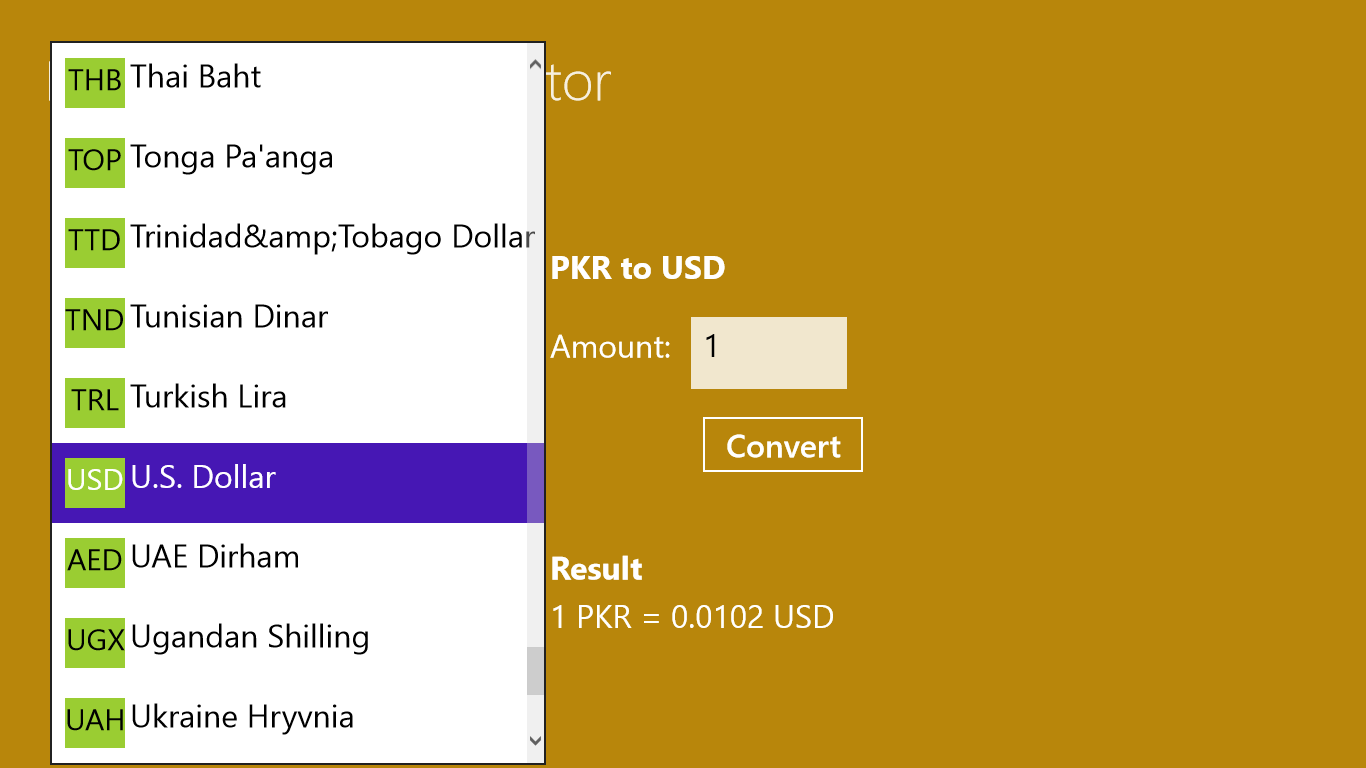 tor
THB Thai Baht
TOP Tonga Pa'anga
TTD Trinidad&amp;Tobago Dollar
TND Tunisian Dinar
TRL Turkish Lira
USD U.S. Dollar
AED UAE Dirham
UGX Ugandan Shilling
UAH Ukraine Hryvnia
PKR to USD
Amount: 1
Convert
Result
1 PKR = 0.0102 USD